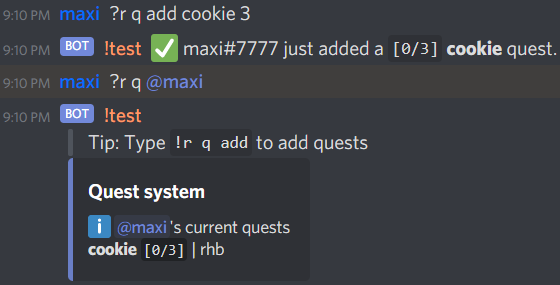 9:10 PM maxi ?r q add cookie 3
9:10 PM BOT !test ✅ maxi#7777 just added a [0/3] cookie quest.
9:10 PM maxi ?r q @maxi
9:10 PM BOT !test
Tip: Type !r q add to add quests
Quest system
ℹ️ @maxi's current quests
cookie [0/3] | rhb